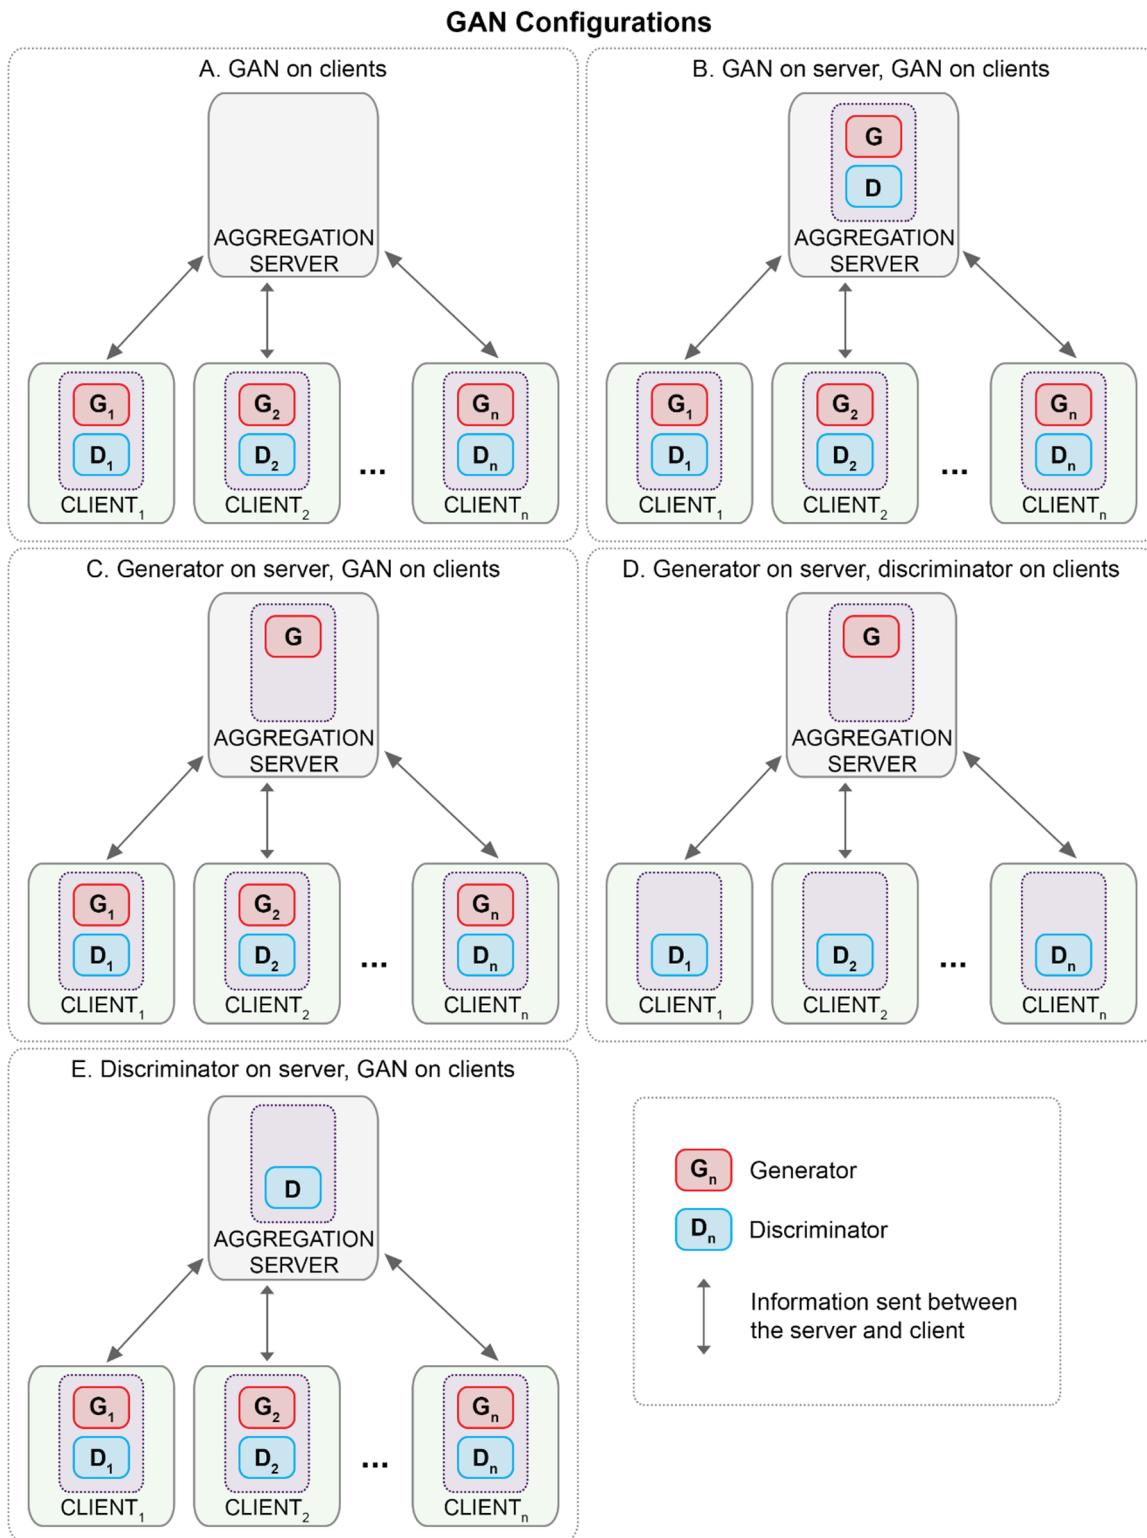 GAN Configurations
A. GAN on clients
AGGREGATION
SERVER
G1
G2
Gn
D1
D2
...
Dn
CLIENT1
CLIENT2
CLIENTn
B. GAN on server, GAN on clients
G
D
AGGREGATION
SERVER
G1
G2
Gn
D1
D2
...
Dn
CLIENT1
CLIENT2
CLIENTn
C. Generator on server, GAN on clients
G
AGGREGATION
SERVER
G1
G2
Gn
D1
D2
...
Dn
CLIENT1
CLIENT2
CLIENTn
D. Generator on server, discriminator on clients
G
AGGREGATION
SERVER
D1
D2
...
Dn
CLIENT1
CLIENT2
CLIENTn
E. Discriminator on server, GAN on clients
D
AGGREGATION
SERVER
G1
G2
Gn
D1
D2
...
Dn
CLIENT1
CLIENT2
CLIENTn
Gn Generator
Dn Discriminator
Information sent between
the server and client